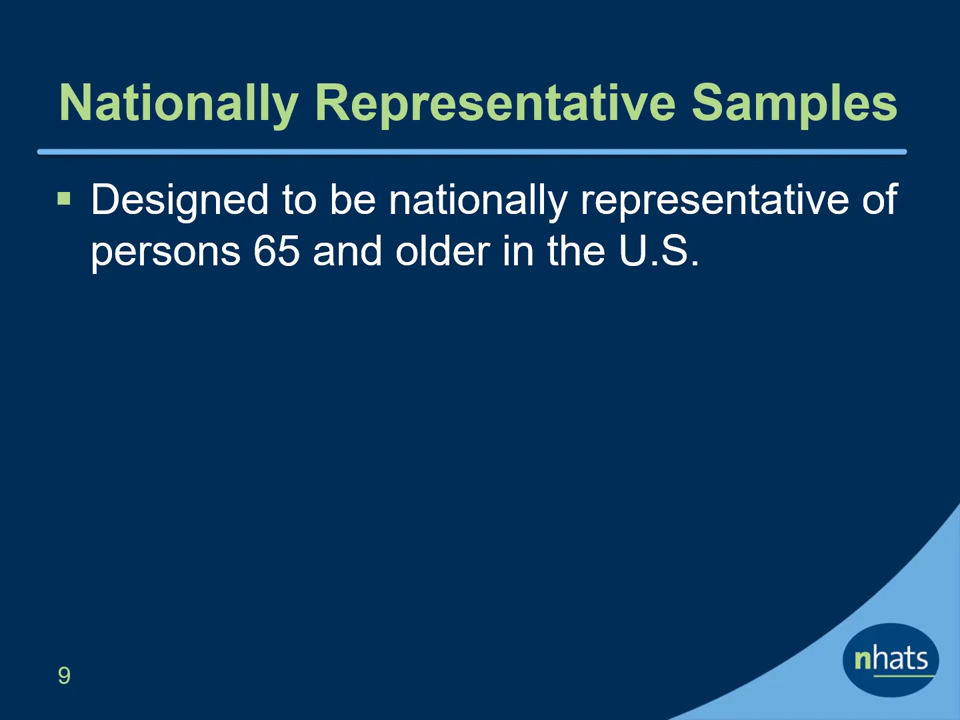 Nationally Representative Samples
▪ Designed to be nationally representative of
persons 65 and older in the U.S.
9
nhats